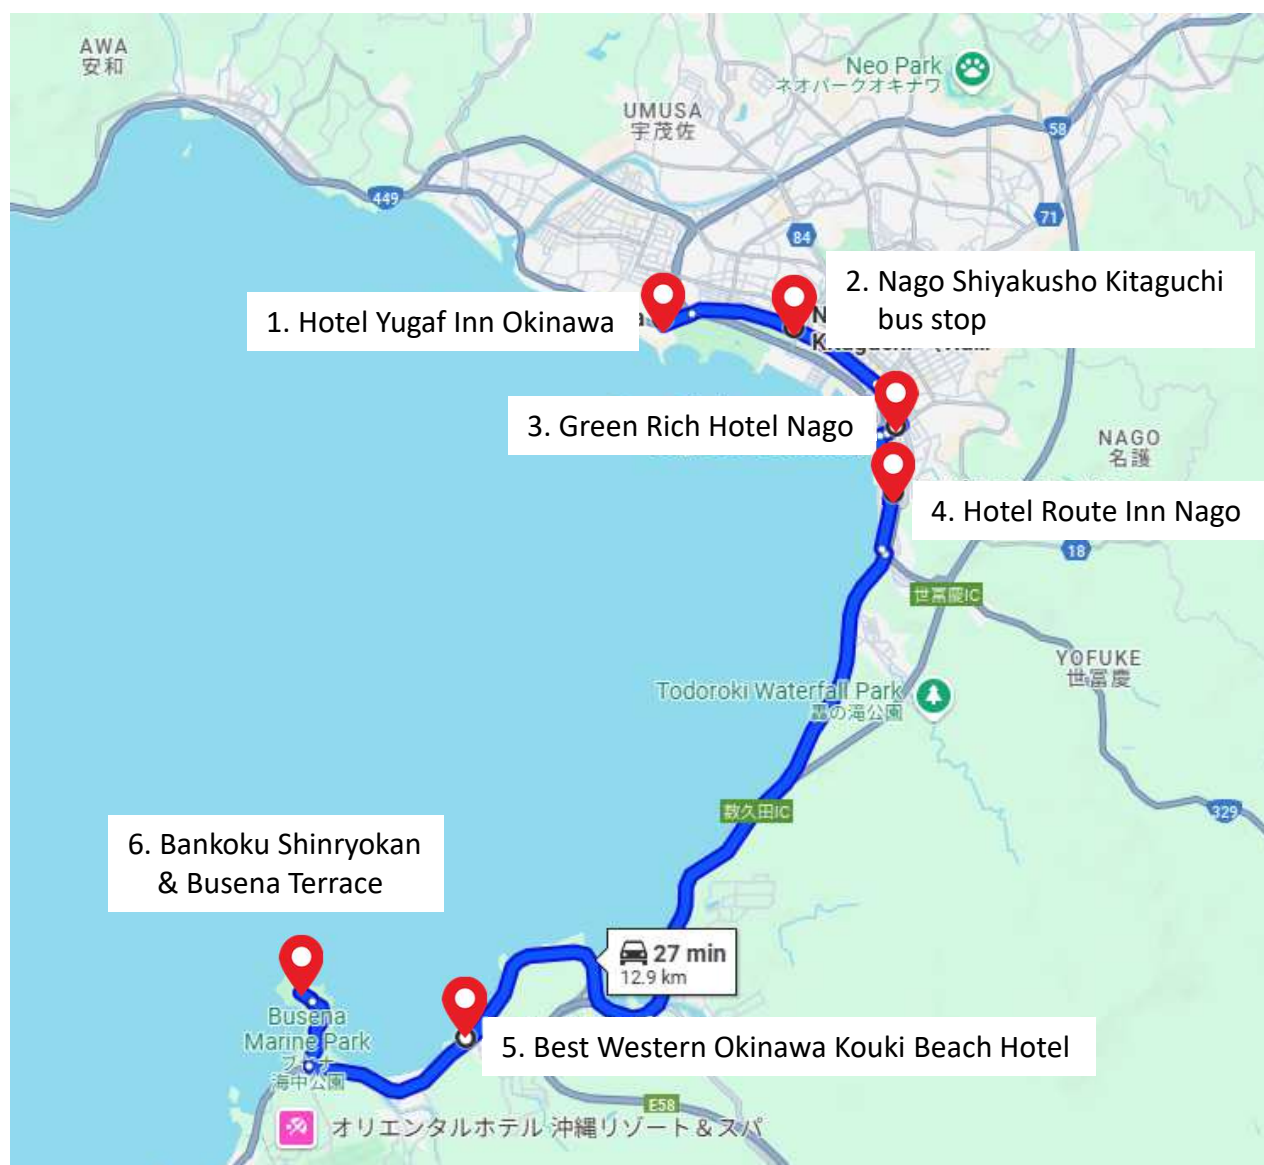 AWA
安和
Neo Park
ネオパークオキナワ
UMUSA
宇茂佐
58
449
71
84
1. Hotel Yugaf Inn Okinawa
2. Nago Shiyakusho Kitaguchi
bus stop
3. Green Rich Hotel Nago
NAGO
名護
4. Hotel Route Inn Nago
18
世冨慶IC
YOFUKE
世冨慶
Todoroki Waterfall Park
轟の滝公園
数久田IC
329
6. Bankoku Shinryokan
& Busena Terrace
27 min
12.9 km
Busena
Marine Park
ブセナ
海中公園
5. Best Western Okinawa Kouki Beach Hotel
E58
オリエンタルホテル 沖縄リゾート＆スパ